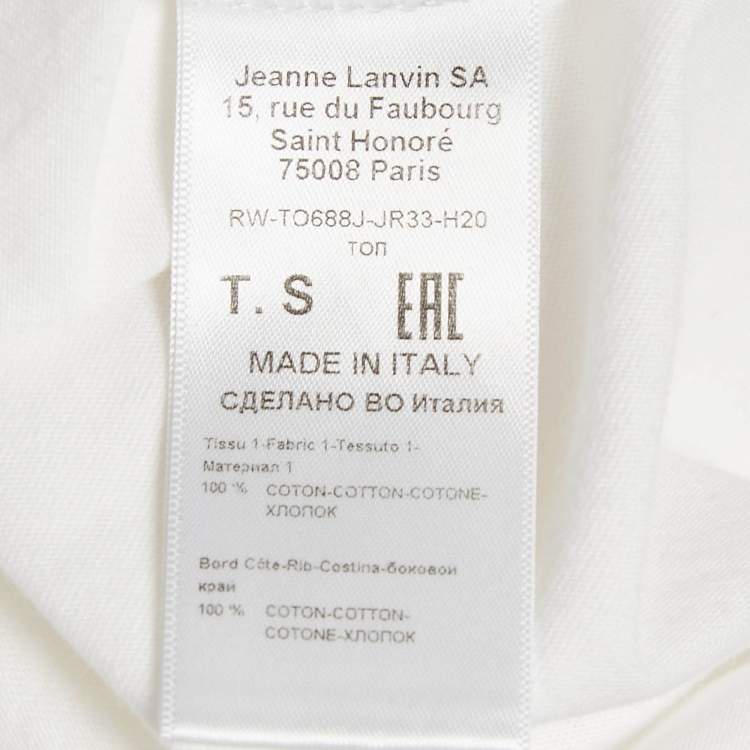 Jeanne Lanvin SA
15, rue du Faubourg
Saint Honoré
75008 Paris
RW-TO688J-JR33-H20
топ
T. S EAC
MADE IN ITALY
СДЕЛАНО ВО Италия
Tissu 1-Fabric 1-Tessuto 1-
Материал 1
100 % COTON-COTTON-COTONE-
ХЛОПОК
Bord Côte-Rib-Costina-боковой
край
100 % COTON-COTTON-
COTONE-ХЛОПОК